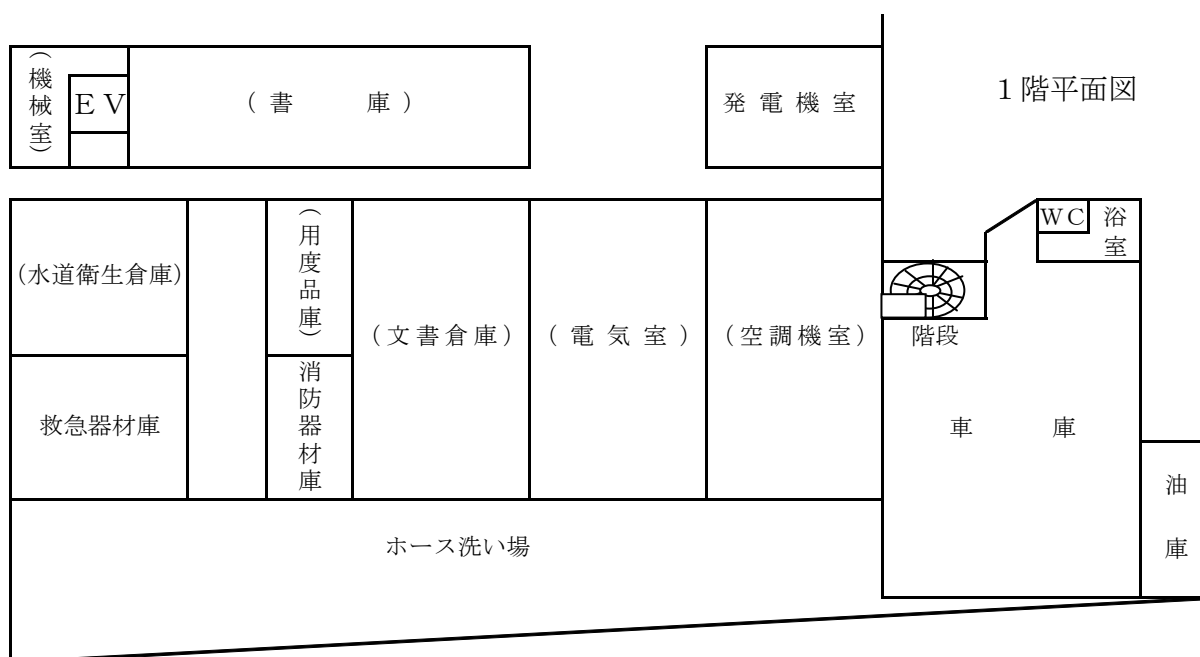 １階平面図
（機械室）
ＥＶ
（書庫）
発電機室
（水道衛生倉庫）
（用度品庫）
（文書倉庫）
（電気室）
（空調機室）
ＷＣ
浴室
階段
救急器材庫
消防器材庫
車庫
油庫
ホース洗い場